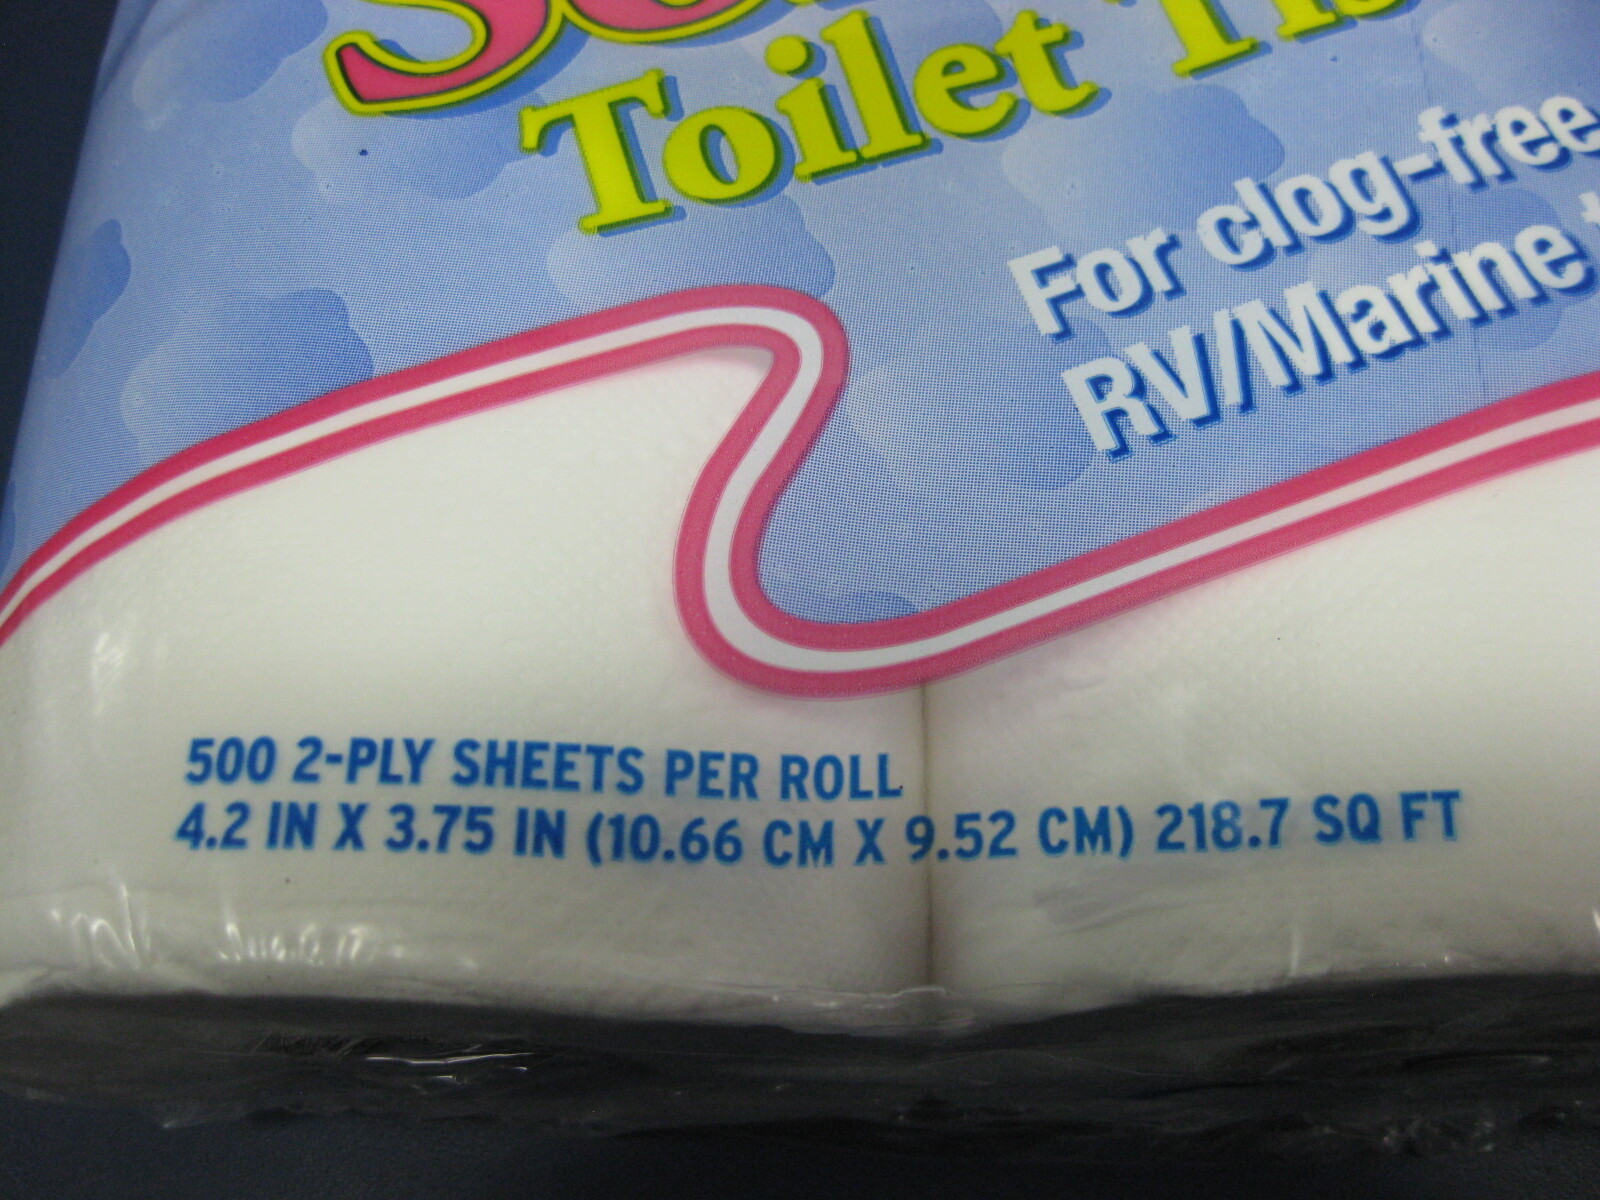 Toilet
For clog-free
RV/Marine
500 2-PLY SHEETS PER ROLL
4.2 IN X 3.75 IN (10.66 CM X 9.52 CM) 218.7 SQ FT